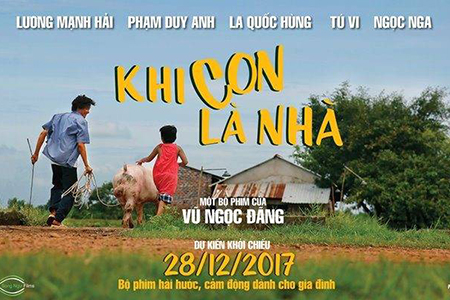 LƯƠNG MẠNH HẢI PHẠM DUY ANH LA QUỐC HÙNG TÚ VI NGỌC NGA
KHI CON
LÀ NHÀ
MỘT BỘ PHIM CỦA
VŨ NGỌC ĐÃNG
DỰ KIẾN KHỞI CHIẾU
28/12/2017
Bộ phim hài hước, cảm động dành cho gia đình